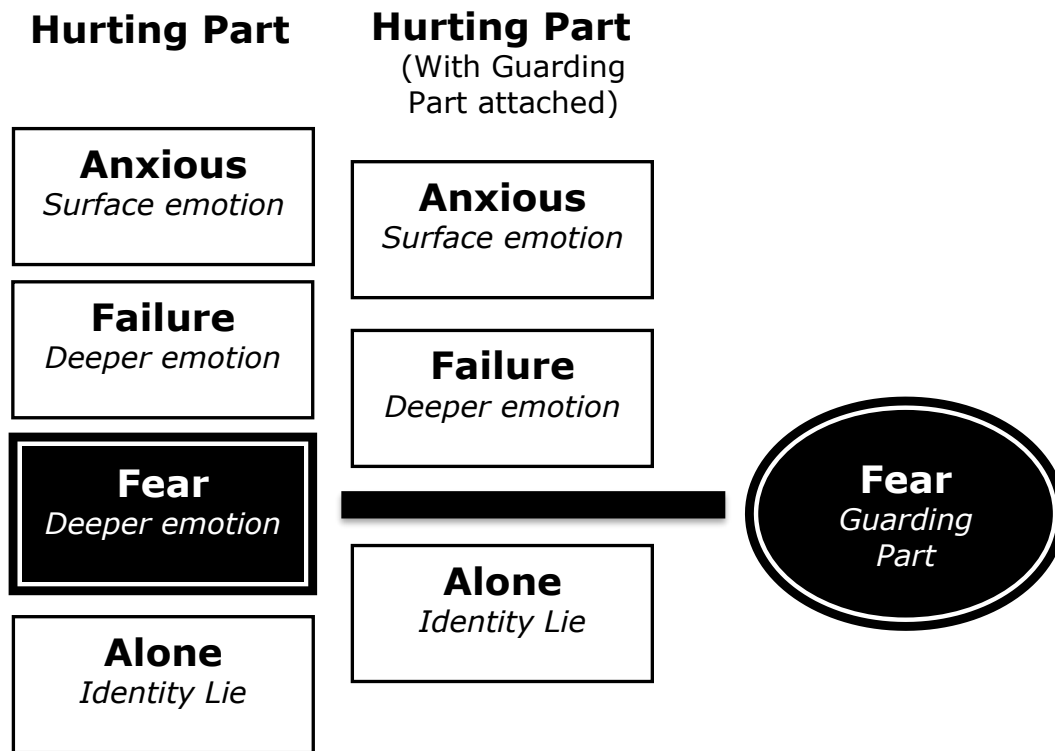 Hurting Part
Anxious
Surface emotion
Failure
Deeper emotion
Fear
Deeper emotion
Alone
Identity Lie
Hurting Part
(With Guarding
Part attached)
Anxious
Surface emotion
Failure
Deeper emotion
Alone
Identity Lie
Fear
Guarding
Part